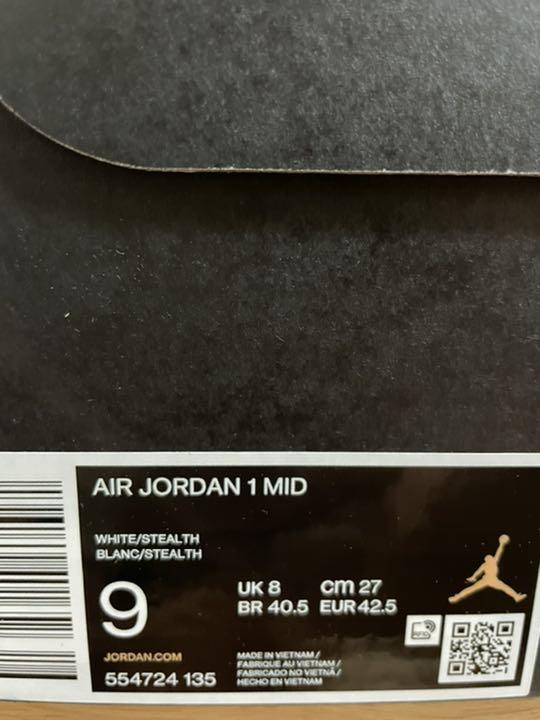 AIR JORDAN 1 MID
WHITE/STEALTH
BLANC/STEALTH
9
UK 8 cm 27
BR 40.5 EUR 42.5
RFID
JORDAN.COM
554724 135
MADE IN VIETNAM /
FABRIQUE AU VIETNAM /
FABRICADO NO VIETNÃ /
HECHO EN VIETNAM